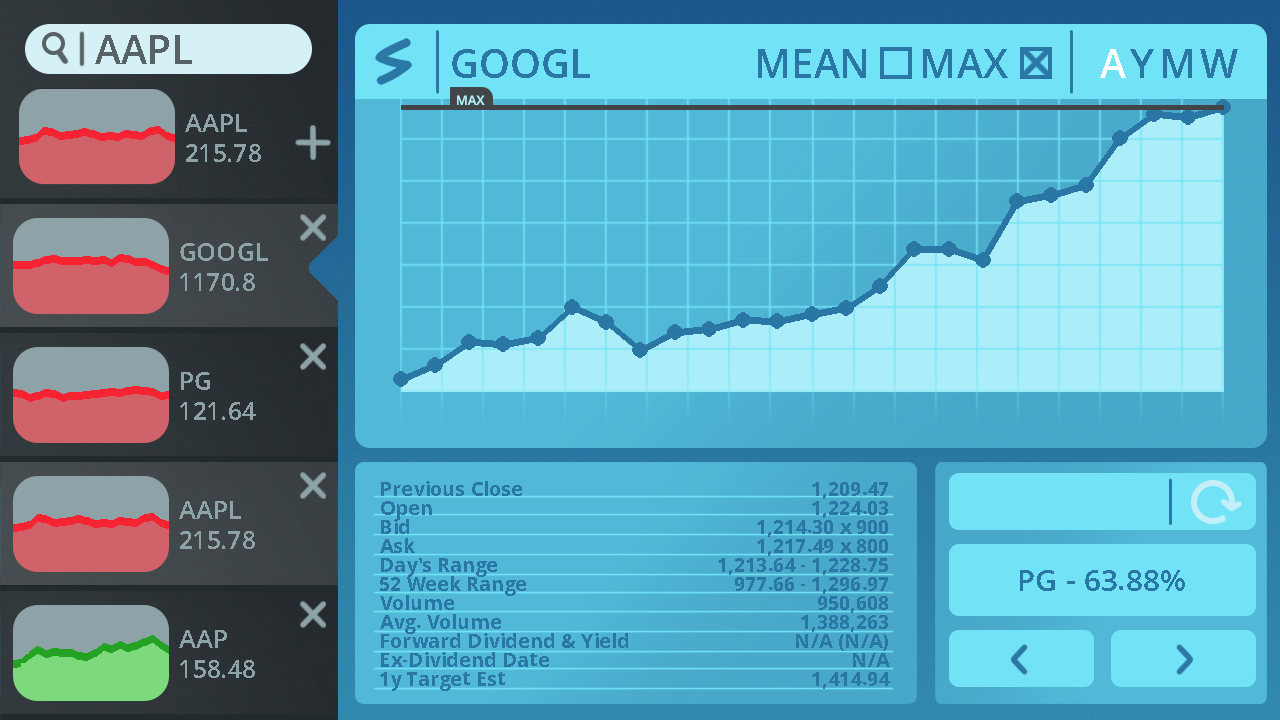 AAPL
AAPL
215.78
GOOGL
1170.8
PG
121.64
AAPL
215.78
AAP
158.48
GOOGL
MEAN MAX
A Y M W
MAX
Previous Close 1,209.47
Open 1,224.03
Bid 1,214.30 x 900
Ask 1,217.49 x 800
Day's Range 1,213.64 - 1,228.75
52 Week Range 977.66 - 1,296.97
Volume 950,608
Avg. Volume 1,388,263
Forward Dividend & Yield N/A (N/A)
Ex-Dividend Date N/A
1y Target Est 1,414.94
PG - 63.88%